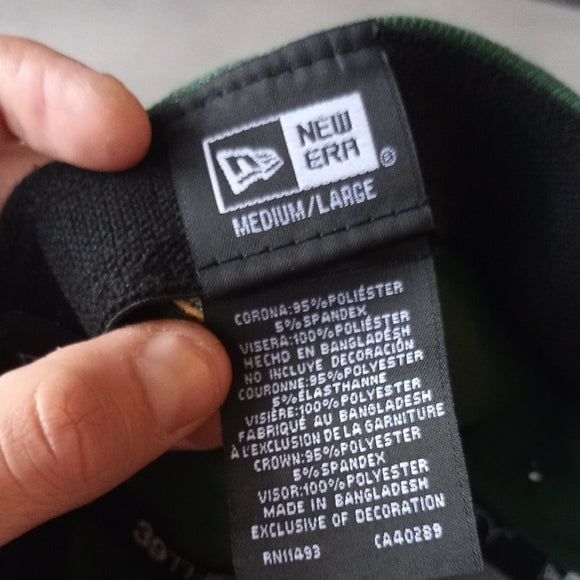 NEW
ERA®
MEDIUM/LARGE
CORONA:95%POLIÉSTER
5%SPANDEX
VISERA:100%POLIÉSTER
HECHO EN BANGLADÉSH
NO INCLUYE DECORACIÓN
COURONNE:95%POLYESTER
5%ÉLASTHANNE
VISIÈRE:100%POLYESTER
FABRIQUÉ AU BANGLADESH
À L'EXCLUSION DE LA GARNITURE
CROWN:95%POLYESTER
5%SPANDEX
VISOR:100%POLYESTER
MADE IN BANGLADESH
EXCLUSIVE OF DECORATION
RN11493 CA40289